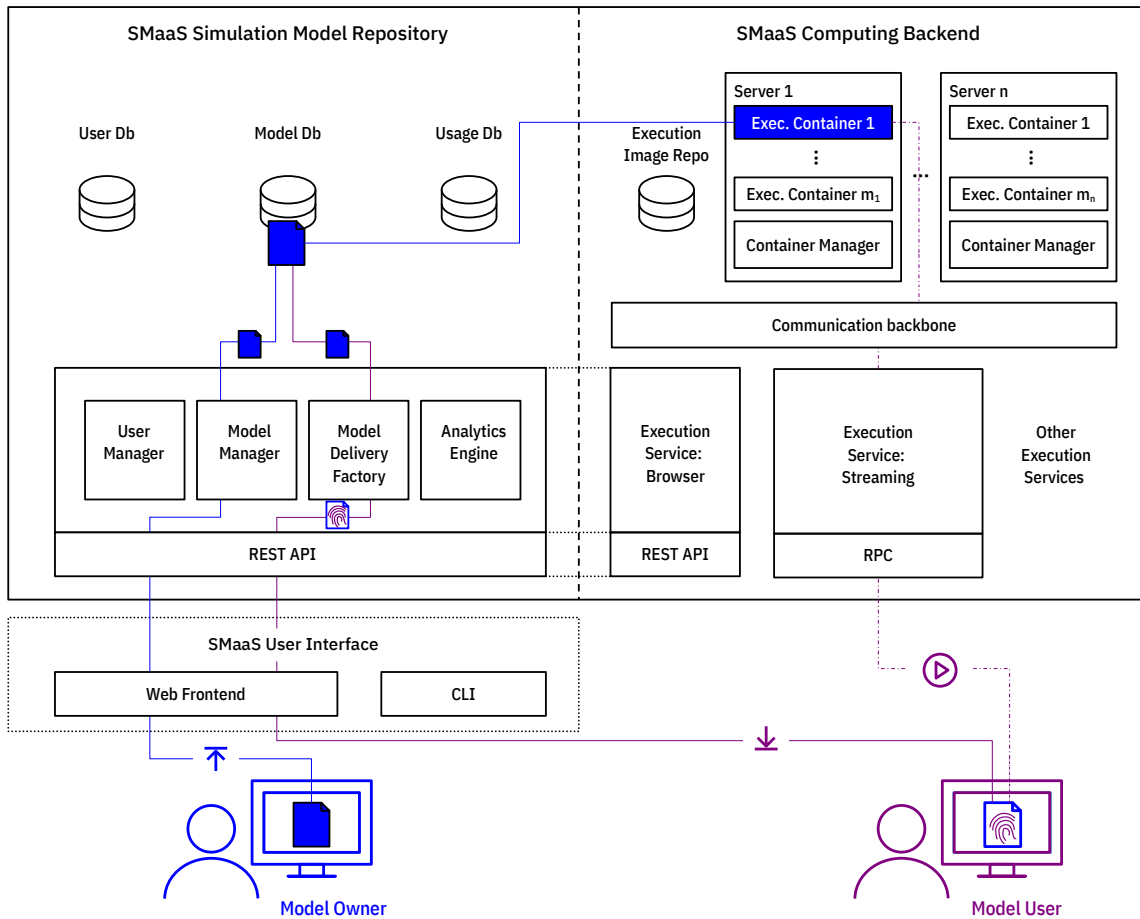 SMaaS Simulation Model Repository
SMaaS Computing Backend
User Db
Model Db
Usage Db
Execution
Image Repo
Server 1
Exec. Container 1
⋮
Exec. Container m₁
Container Manager
...
Server n
Exec. Container 1
⋮
Exec. Container mₙ
Container Manager
Communication backbone
User
Manager
Model
Manager
Model
Delivery
Factory
Analytics
Engine
REST API
Execution
Service:
Browser
REST API
Execution
Service:
Streaming
RPC
Other
Execution
Services
SMaaS User Interface
Web Frontend
CLI
Model Owner
Model User